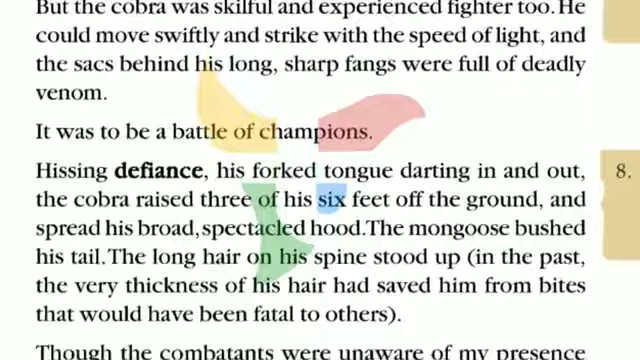 But the cobra was skilful and experienced fighter too. He
could move swiftly and strike with the speed of light, and
the sacs behind his long, sharp fangs were full of deadly
venom.
It was to be a battle of champions.
Hissing defiance, his forked tongue darting in and out,
the cobra raised three of his six feet off the ground, and
spread his broad, spectacled hood. The mongoose bushed
his tail. The long hair on his spine stood up (in the past,
the very thickness of his hair had saved him from bites
that would have been fatal to others).
Though the combatants were unaware of my presence
8.